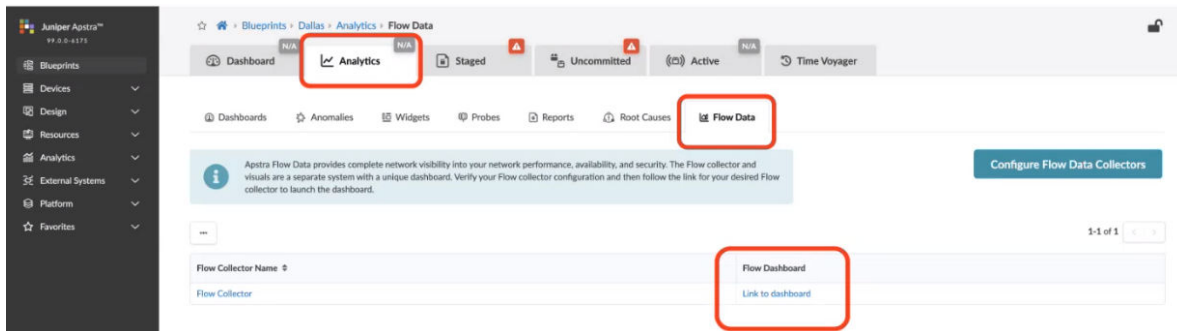 Juniper Apstra™
99.0.0-6175
Blueprints
Devices
Design
Resources
Analytics
External Systems
Platform
Favorites
Blueprints › Dallas › Analytics › Flow Data
Dashboard N/A Analytics N/A Staged Uncommitted Active N/A Time Voyager
Dashboards Anomalies Widgets Probes Reports Root Causes Flow Data
Apstra Flow Data provides complete network visibility into your network performance, availability, and security. The Flow collector and
visuals are a separate system with a unique dashboard. Verify your Flow collector configuration and then follow the link for your desired Flow
collector to launch the dashboard.
Configure Flow Data Collectors
1-1 of 1
Flow Collector Name Flow Dashboard
Flow Collector Link to dashboard